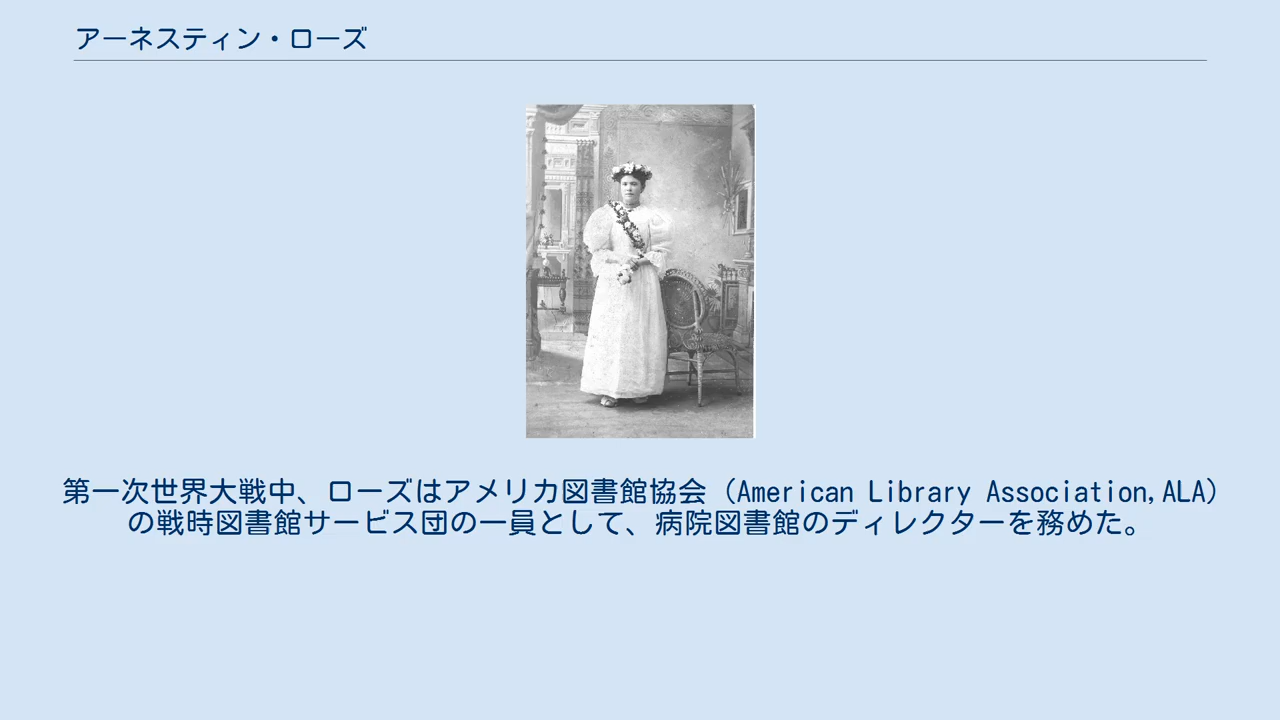 アーネスティン・ローズ
第一次世界大戦中、ローズはアメリカ図書館協会（American Library Association,ALA）
の戦時図書館サービス団の一員として、病院図書館のディレクターを務めた。